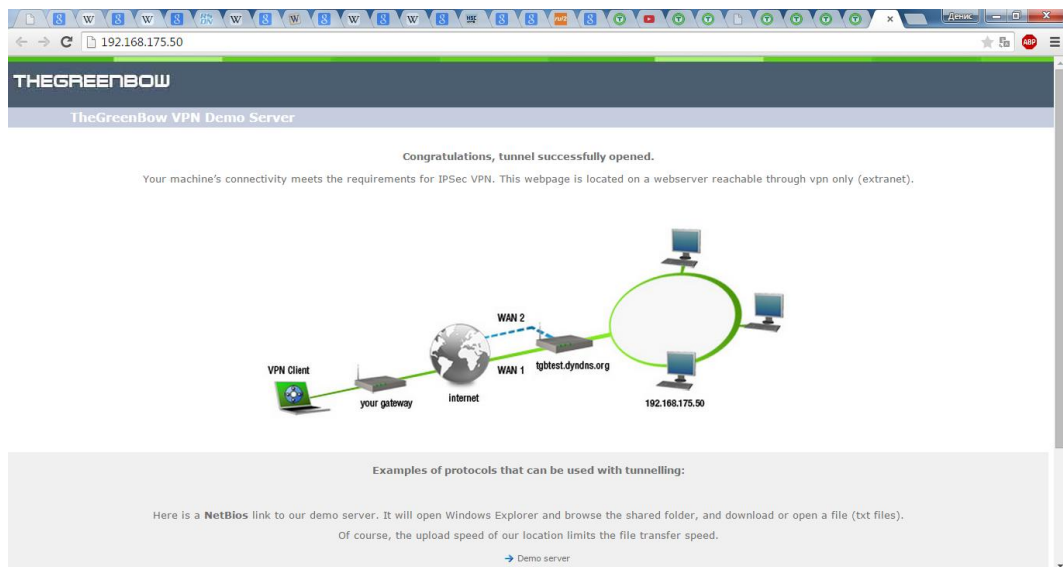 Денис
192.168.175.50
ABP
THEGREENBOW
TheGreenBow VPN Demo Server
Congratulations, tunnel successfully opened.
Your machine's connectivity meets the requirements for IPSec VPN. This webpage is located on a webserver reachable through vpn only (extranet).
WAN 2
VPN Client
WAN 1
tgbtest.dyndns.org
your gateway
internet
192.168.175.50
Examples of protocols that can be used with tunnelling:
Here is a NetBios link to our demo server. It will open Windows Explorer and browse the shared folder, and download or open a file (txt files).
Of course, the upload speed of our location limits the file transfer speed.
Demo server